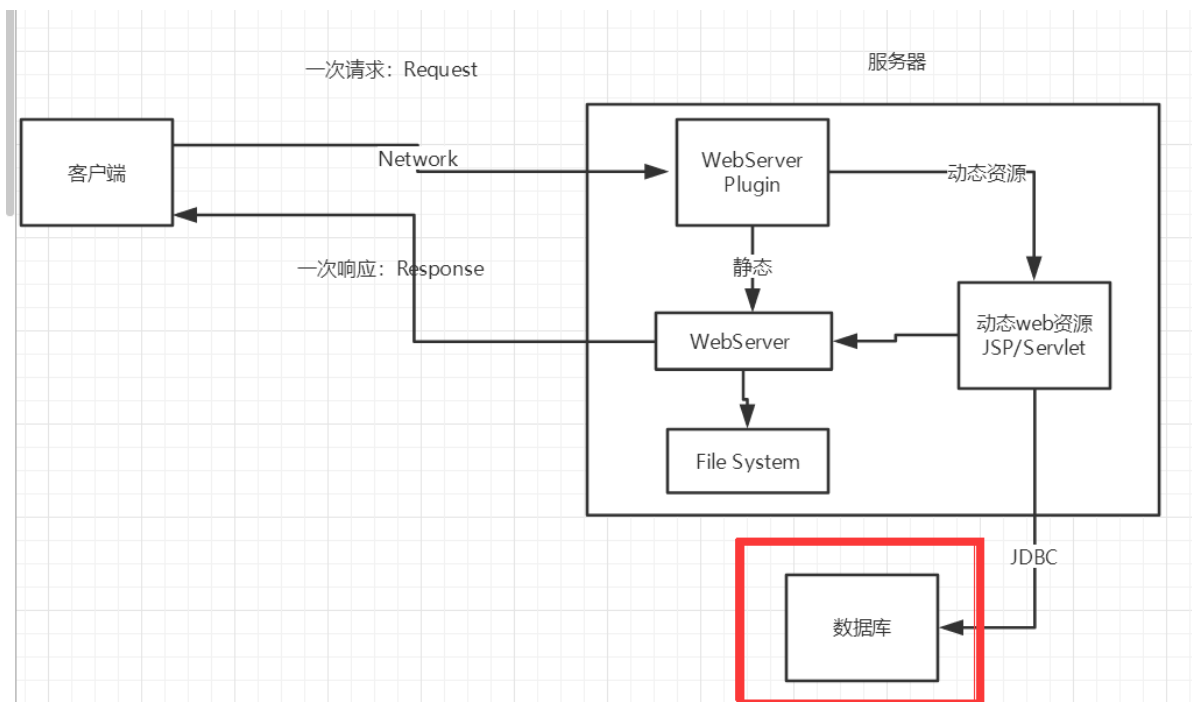 一次请求：Request
服务器
客户端
Network
WebServer
Plugin
动态资源
一次响应：Response
静态
WebServer
动态web资源
JSP/Servlet
File System
JDBC
数据库